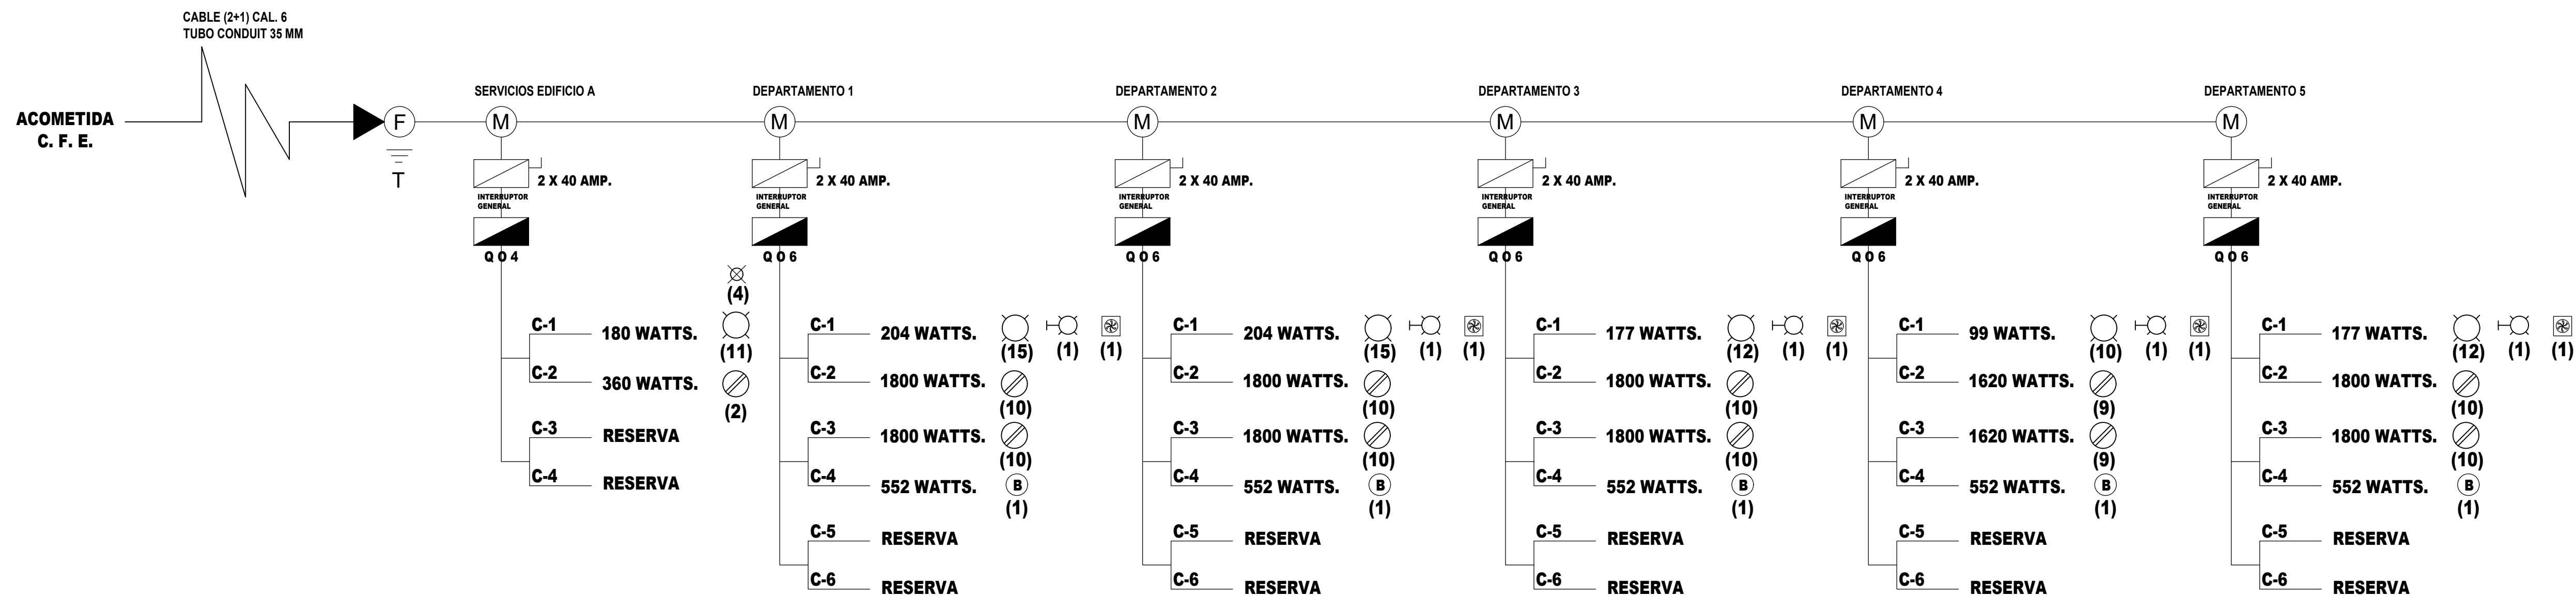 CABLE (2+1) CAL. 6
TUBO CONDUIT 35 MM
ACOMETIDA
C. F. E.
F
T
SERVICIOS EDIFICIO A
M
2 X 40 AMP.
INTERRUPTOR
GENERAL
Q O 4
C-1
180 WATTS.
(4)
(11)
C-2
360 WATTS.
(2)
C-3
RESERVA
C-4
RESERVA
DEPARTAMENTO 1
M
2 X 40 AMP.
INTERRUPTOR
GENERAL
Q O 6
C-1
204 WATTS.
(15) (1) (1)
C-2
1800 WATTS.
(10)
C-3
1800 WATTS.
(10)
C-4
552 WATTS.
B
(1)
C-5
RESERVA
C-6
RESERVA
DEPARTAMENTO 2
M
2 X 40 AMP.
INTERRUPTOR
GENERAL
Q O 6
C-1
204 WATTS.
(15) (1) (1)
C-2
1800 WATTS.
(10)
C-3
1800 WATTS.
(10)
C-4
552 WATTS.
B
(1)
C-5
RESERVA
C-6
RESERVA
DEPARTAMENTO 3
M
2 X 40 AMP.
INTERRUPTOR
GENERAL
Q O 6
C-1
177 WATTS.
(12) (1) (1)
C-2
1800 WATTS.
(10)
C-3
1800 WATTS.
(10)
C-4
552 WATTS.
B
(1)
C-5
RESERVA
C-6
RESERVA
DEPARTAMENTO 4
M
2 X 40 AMP.
INTERRUPTOR
GENERAL
Q O 6
C-1
99 WATTS.
(10) (1) (1)
C-2
1620 WATTS.
(9)
C-3
1620 WATTS.
(9)
C-4
552 WATTS.
B
(1)
C-5
RESERVA
C-6
RESERVA
DEPARTAMENTO 5
M
2 X 40 AMP.
INTERRUPTOR
GENERAL
Q O 6
C-1
177 WATTS.
(12) (1) (1)
C-2
1800 WATTS.
(10)
C-3
1800 WATTS.
(10)
C-4
552 WATTS.
B
(1)
C-5
RESERVA
C-6
RESERVA